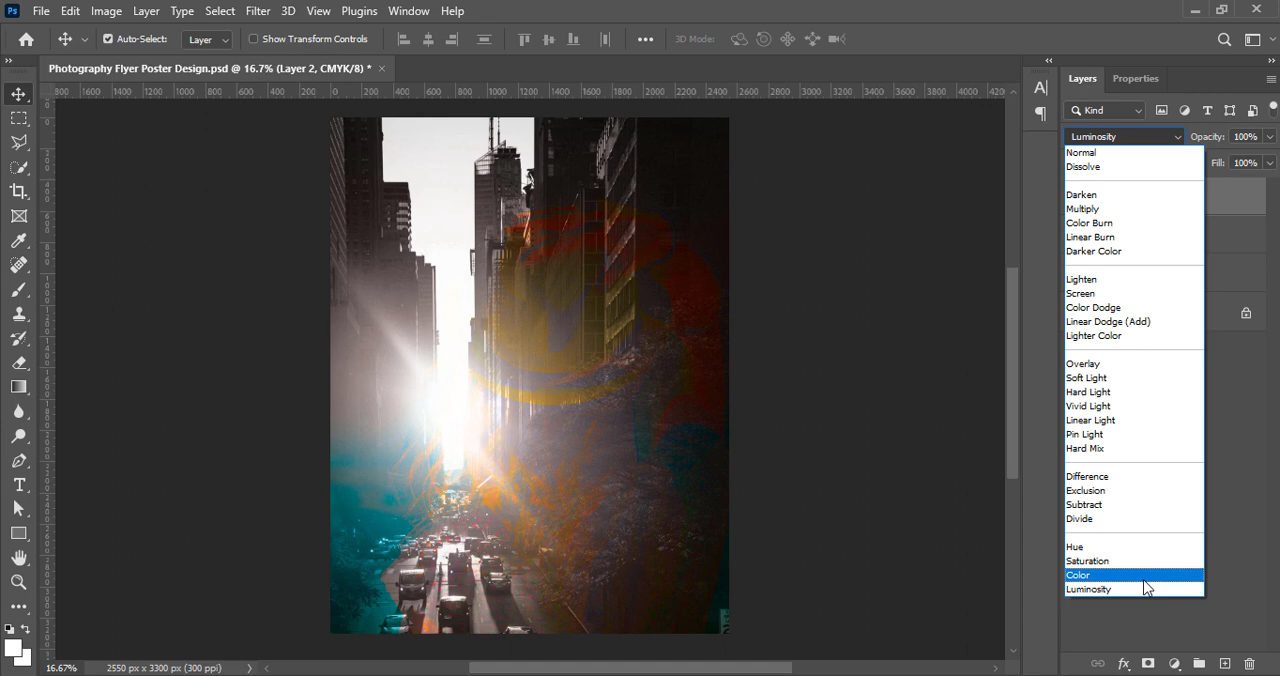 Ps File Edit Image Layer Type Select Filter 3D View Plugins Window Help
Auto-Select: Layer Show Transform Controls 3D Mode:
Photography Flyer Poster Design.psd @ 16.7% (Layer 2, CMYK/8) *
800 1600 1400 1200 1000 800 600 400 200 0 200 400 600 800 1000 1200 1400 1600 1800 2000 2200 2400 2600 2800 3000 3200 3400 3600 3800 4000 420
Layers Properties
Kind
Luminosity Opacity: 100%
Fill: 100%
Normal
Dissolve
Darken
Multiply
Color Burn
Linear Burn
Darker Color
Lighten
Screen
Color Dodge
Linear Dodge (Add)
Lighter Color
Overlay
Soft Light
Hard Light
Vivid Light
Linear Light
Pin Light
Hard Mix
Difference
Exclusion
Subtract
Divide
Hue
Saturation
Color
Luminosity
16.67% 2550 px x 3300 px (300 ppi)
fx